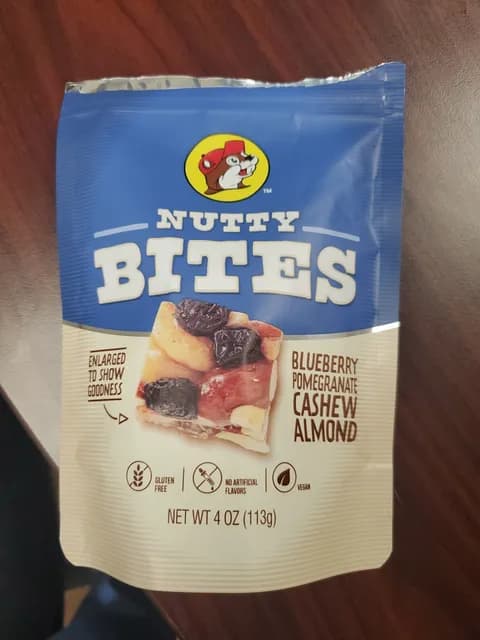 TM
NUTTY
BITES
ENLARGED
TO SHOW
GOODNESS
BLUEBERRY
POMEGRANATE
CASHEW
ALMOND
GLUTEN
FREE
NO ARTIFICIAL
FLAVORS
VEGAN
NET WT 4 OZ (113g)